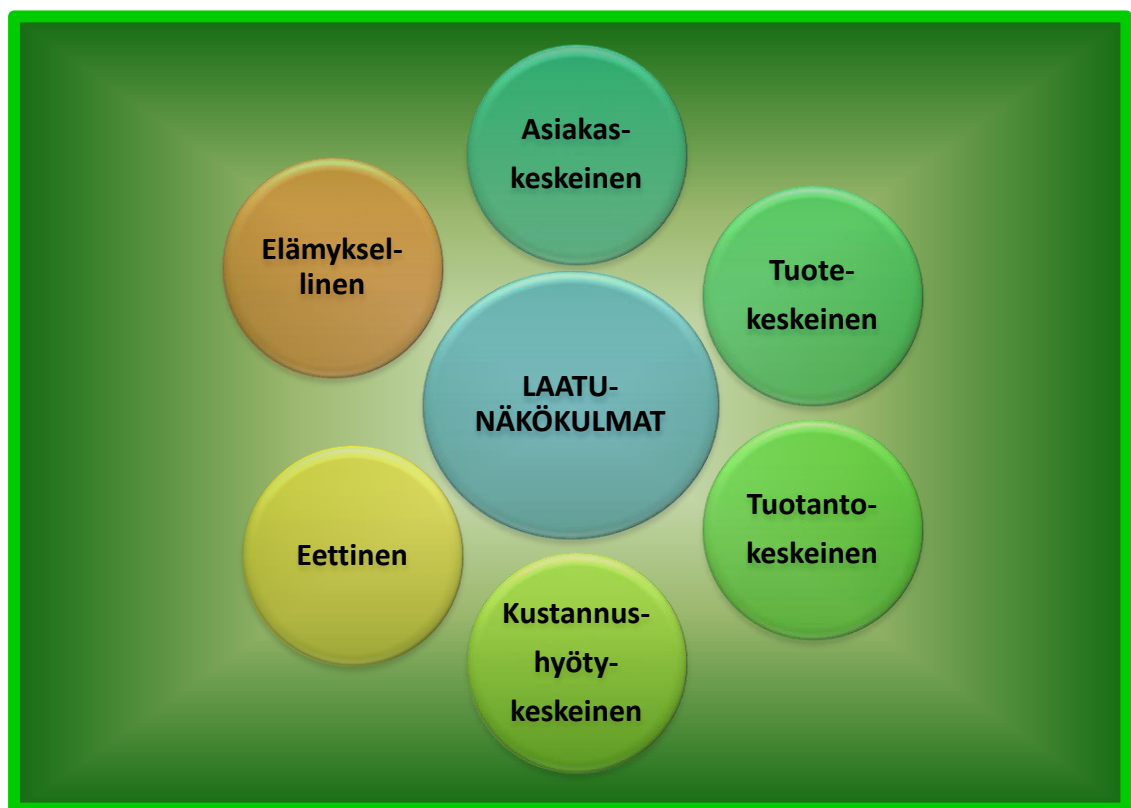 Asiakas-
keskeinen
Elämyksel-
linen
Tuote-
keskeinen
LAATU-
NÄKÖKULMAT
Tuotanto-
keskeinen
Eettinen
Kustannus-
hyöty-
keskeinen